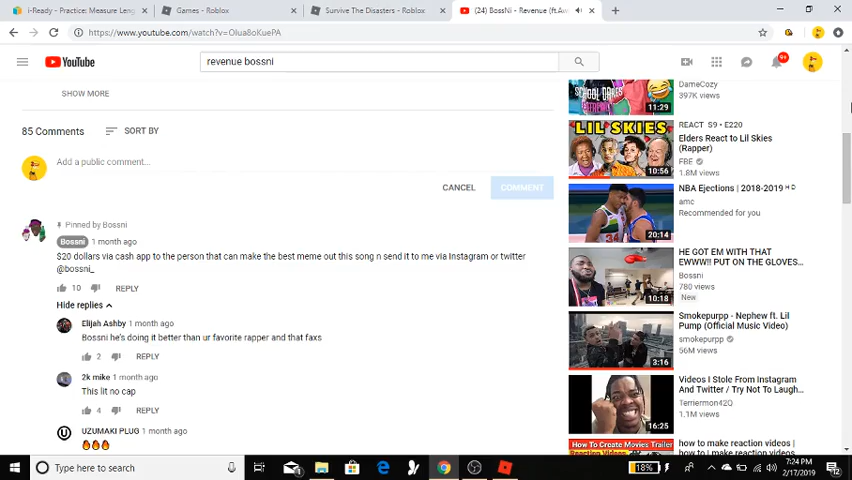 i-Ready - Practice: Measure Leng
Games - Roblox
Survive The Disasters - Roblox
(24) BossNi - Revenue (ft.Aw
https://www.youtube.com/watch?v=Olua8oKuePA
YouTube
revenue bossni
9+
SHOW MORE
85 Comments
SORT BY
Add a public comment...
CANCEL
COMMENT
Pinned by Bossni
Bossni 1 month ago
$20 dollars via cash app to the person that can make the best meme out this song n send it to me via Instagram or twitter
@bossni_
10
REPLY
Hide replies
Elijah Ashby 1 month ago
Bossni he's doing it better than ur favorite rapper and that faxs
2
REPLY
2k mike 1 month ago
This lit no cap
4
REPLY
UZUMAKI PLUG 1 month ago
11:29
DameCozy
397K views
LIL SKIES
10:56
REACT S9 • E220
Elders React to Lil Skies
(Rapper)
FBE
1.8M views
20:14
NBA Ejections | 2018-2019 ᴴ ᴰ
amc
Recommended for you
10:18
HE GOT EM WITH THAT
EWWW!! PUT ON THE GLOVES...
Bossni
780 views
New
3:16
Smokepurpp - Nephew ft. Lil
Pump (Official Music Video)
smokepurpp
56M views
16:25
Videos I Stole From Instagram
And Twitter / Try Not To Laugh...
Terriermon42Q
1.1M views
How To Create Movies Trailer
how to make reaction videos |
Type here to search
18%
7:24 PM
2/17/2019
12